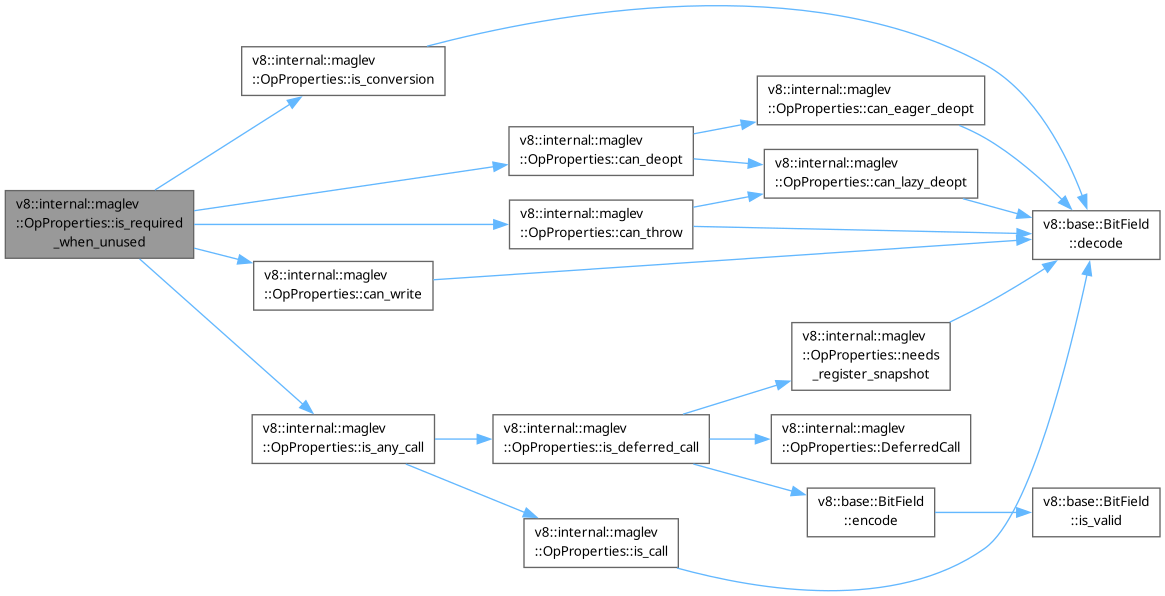 v8::internal::maglev
::OpProperties::is_required
_when_unused
v8::internal::maglev
::OpProperties::is_conversion
v8::internal::maglev
::OpProperties::can_deopt
v8::internal::maglev
::OpProperties::can_eager_deopt
v8::internal::maglev
::OpProperties::can_lazy_deopt
v8::internal::maglev
::OpProperties::can_throw
v8::base::BitField
::decode
v8::internal::maglev
::OpProperties::can_write
v8::internal::maglev
::OpProperties::is_any_call
v8::internal::maglev
::OpProperties::is_deferred_call
v8::internal::maglev
::OpProperties::needs
_register_snapshot
v8::internal::maglev
::OpProperties::DeferredCall
v8::base::BitField
::encode
v8::base::BitField
::is_valid
v8::internal::maglev
::OpProperties::is_call